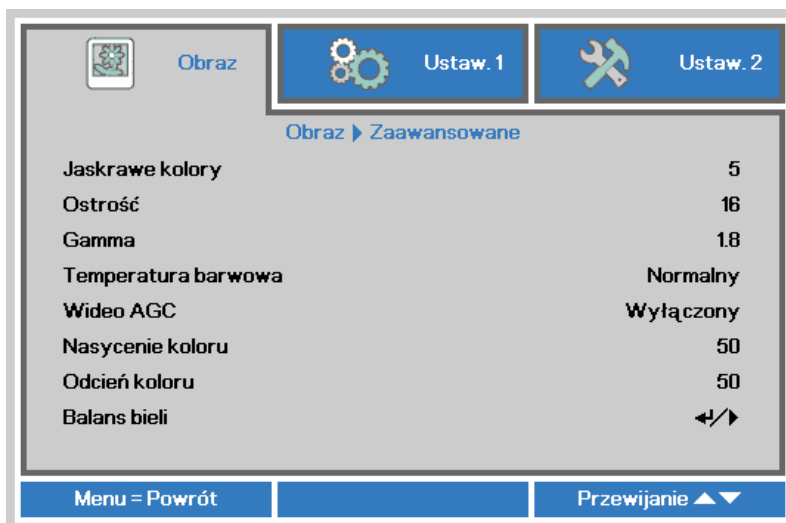 Obraz
Ustaw. 1
Ustaw. 2
Obraz ▶ Zaawansowane
Jaskrawe kolory 5
Ostrość 16
Gamma 1.8
Temperatura barwowa Normalny
Wideo AGC Wyłączony
Nasycenie koloru 50
Odcień koloru 50
Balans bieli ↵/▶
Menu = Powrót
Przewijanie ▲▼